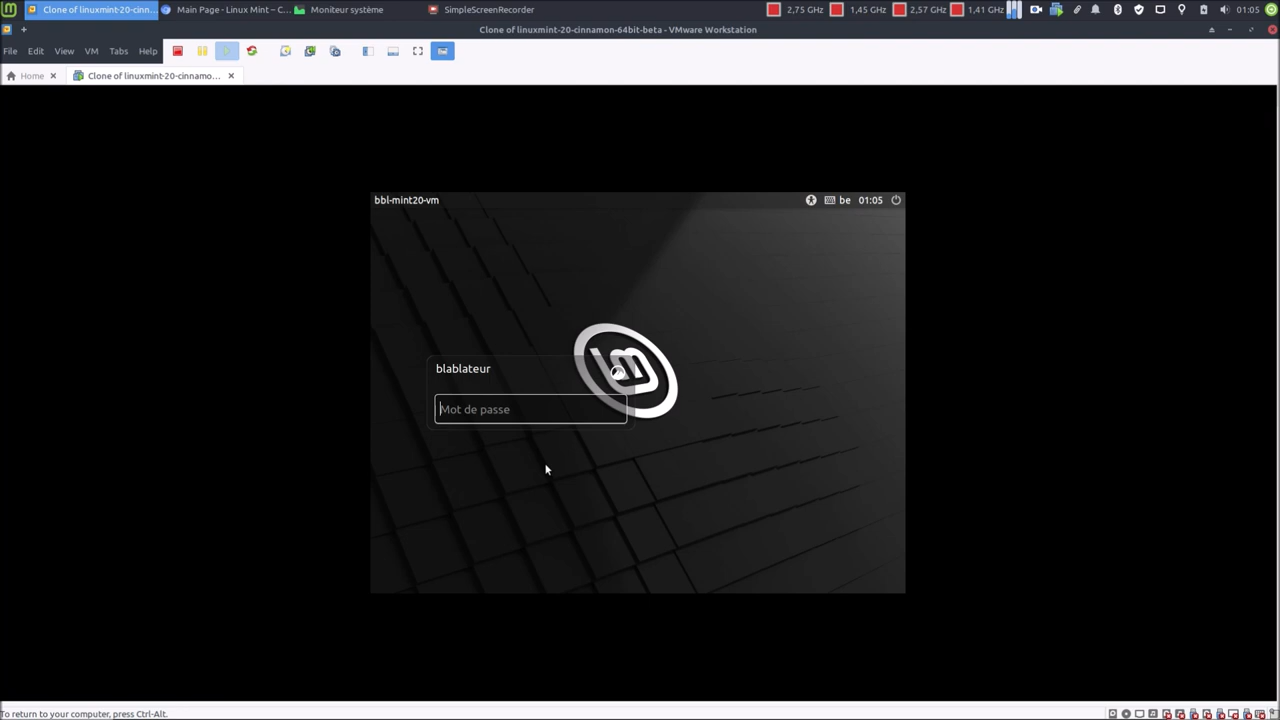 Clone of linuxmint-20-cinn... Main Page - Linux Mint – C... Moniteur système SimpleScreenRecorder 2,75 GHz 1,45 GHz 2,57 GHz 1,41 GHz 01:05
Clone of linuxmint-20-cinnamon-64bit-beta - VMware Workstation
File Edit View VM Tabs Help
Home Clone of linuxmint-20-cinnamo...
bbl-mint20-vm be 01:05
blablateur
Mot de passe
To return to your computer, press Ctrl-Alt.